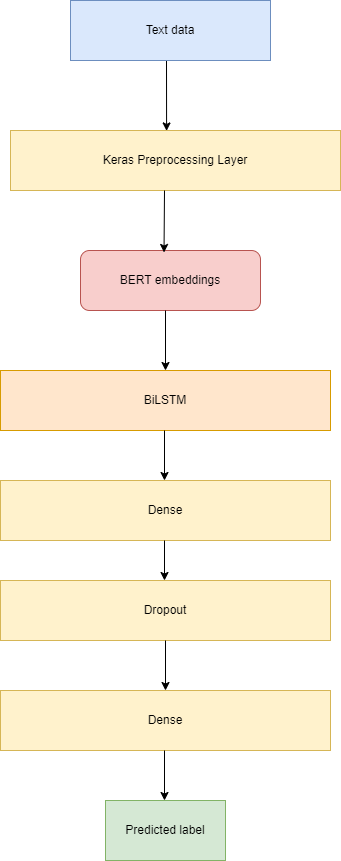 Text data
Keras Preprocessing Layer
BERT embeddings
BiLSTM
Dense
Dropout
Dense
Predicted label